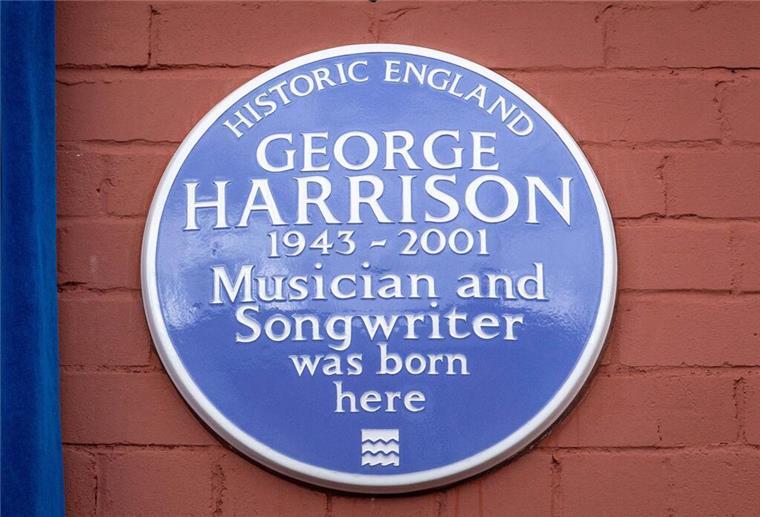 HISTORIC ENGLAND
GEORGE
HARRISON
1943 - 2001
Musician and
Songwriter
was born
here